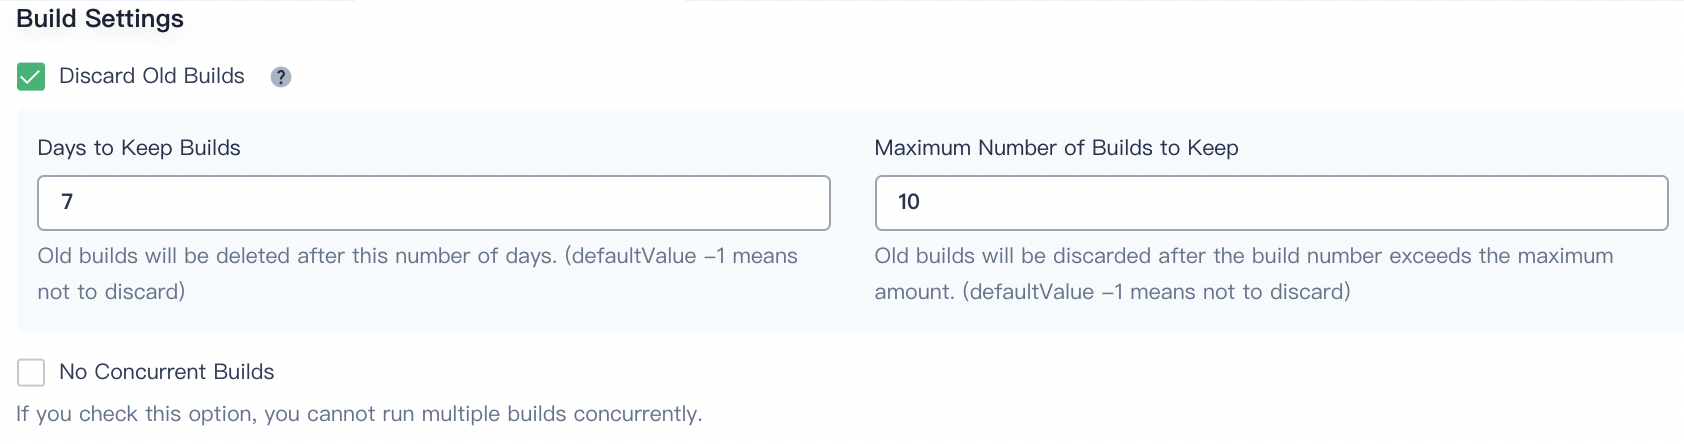 Build Settings
Discard Old Builds ?
Days to Keep Builds
7
Old builds will be deleted after this number of days. (defaultValue -1 means
not to discard)
Maximum Number of Builds to Keep
10
Old builds will be discarded after the build number exceeds the maximum
amount. (defaultValue -1 means not to discard)
No Concurrent Builds
If you check this option, you cannot run multiple builds concurrently.